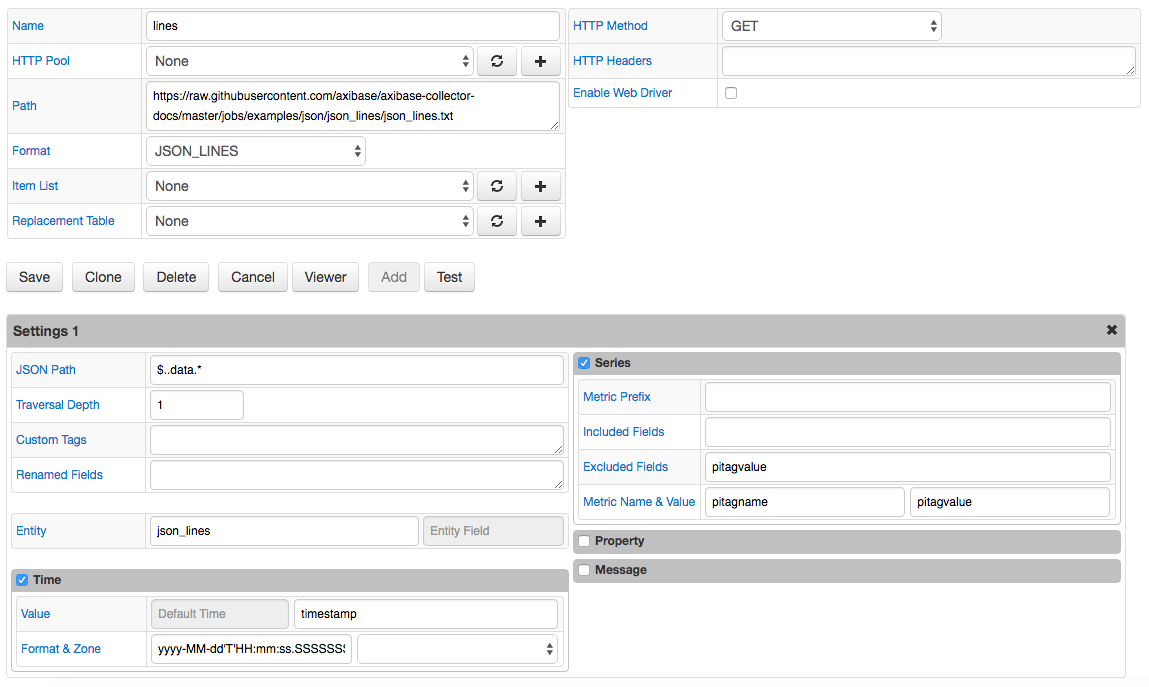 Name lines
HTTP Pool None
Path https://raw.githubusercontent.com/axibase/axibase-collector-
docs/master/jobs/examples/json/json_lines/json_lines.txt
Format JSON_LINES
Item List None
Replacement Table None
HTTP Method GET
HTTP Headers
Enable Web Driver
Save Clone Delete Cancel Viewer Add Test
Settings 1
JSON Path $..data.*
Traversal Depth 1
Custom Tags
Renamed Fields
Entity json_lines Entity Field
Time
Value Default Time timestamp
Format & Zone yyyy-MM-dd'T'HH:mm:ss.SSSSSSS
Series
Metric Prefix
Included Fields
Excluded Fields pitagvalue
Metric Name & Value pitagname pitagvalue
Property
Message